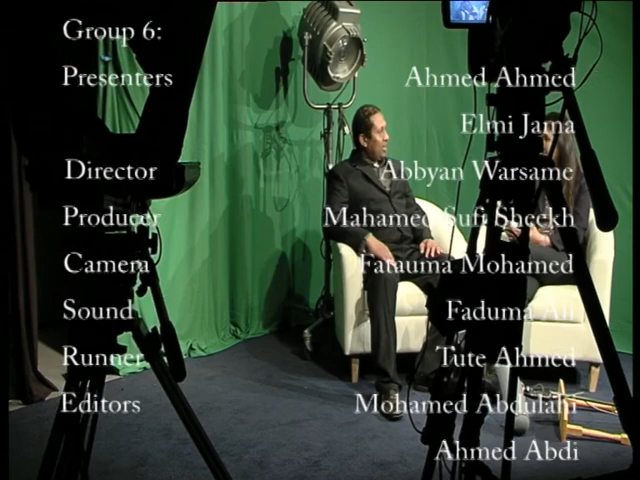 Group 6:
Presenters Ahmed Ahmed
Elmi Jama
Director Abbyan Warsame
Producer Mahamed Sufi Sheekh
Camera Fatauma Mohamed
Sound Faduma Ali
Runner Tute Ahmed
Editors Mohamed Abdulahi
Ahmed Abdi